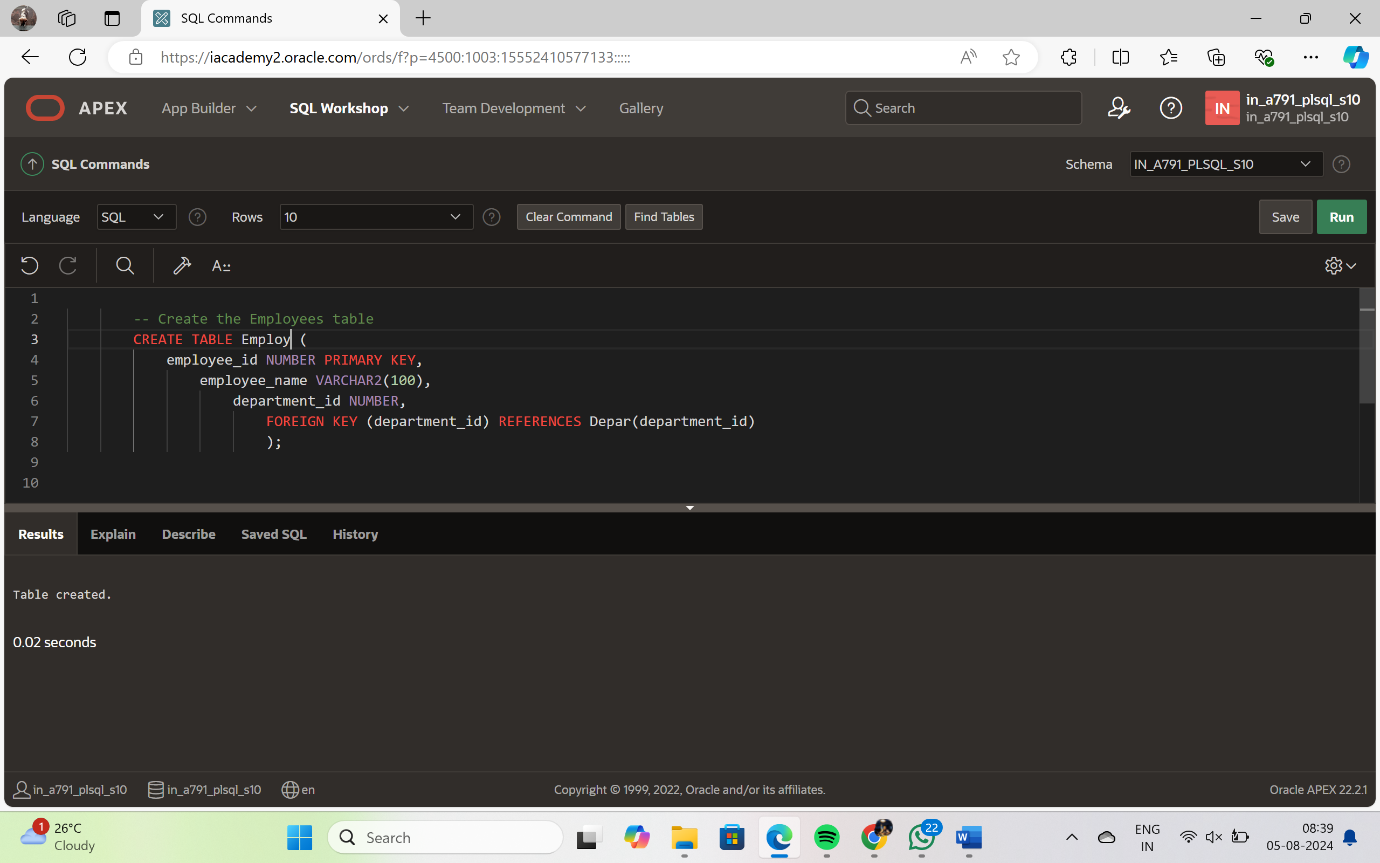 SQL Commands
https://iacademy2.oracle.com/ords/f?p=4500:1003:15552410577133:::::
APEX App Builder SQL Workshop Team Development Gallery Search IN in_a791_plsql_s10
in_a791_plsql_s10
SQL Commands Schema IN_A791_PLSQL_S10
Language SQL Rows 10 Clear Command Find Tables Save Run
1
2 -- Create the Employees table
3 CREATE TABLE Employ (
4 employee_id NUMBER PRIMARY KEY,
5 employee_name VARCHAR2(100),
6 department_id NUMBER,
7 FOREIGN KEY (department_id) REFERENCES Depar(department_id)
8 );
9
10
Results Explain Describe Saved SQL History
Table created.
0.02 seconds
in_a791_plsql_s10 in_a791_plsql_s10 en Copyright © 1999, 2022, Oracle and/or its affiliates. Oracle APEX 22.2.1
1 26°C Search 22 ENG 08:39
Cloudy IN 05-08-2024